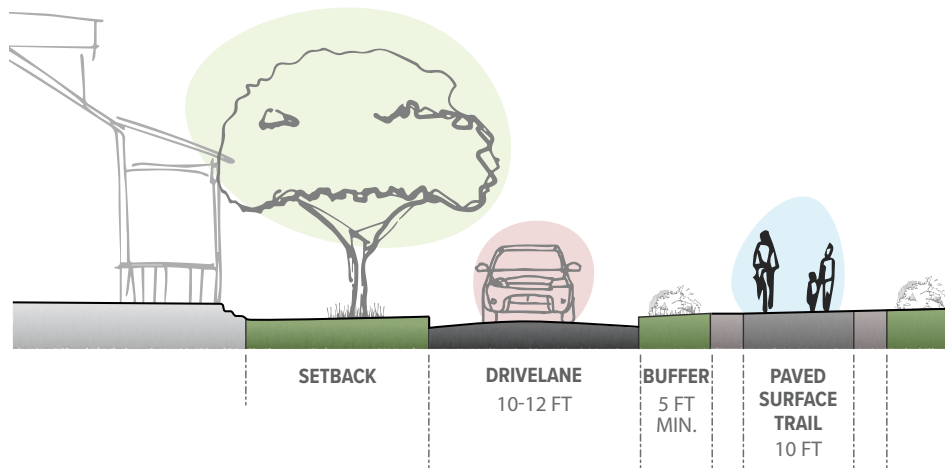 SETBACK
DRIVELANE
10-12 FT
BUFFER
5 FT
MIN.
PAVED
SURFACE
TRAIL
10 FT